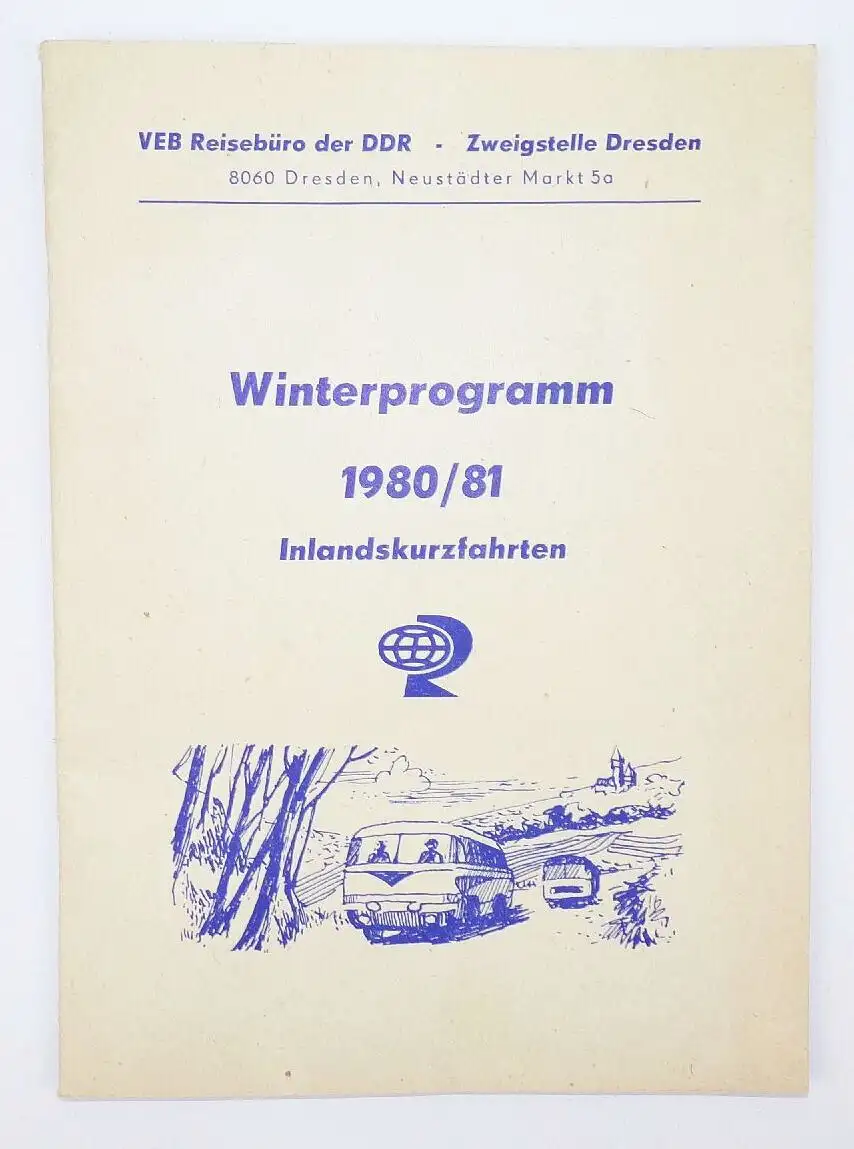 VEB Reisebüro der DDR - Zweigstelle Dresden
8060 Dresden, Neustädter Markt 5a
Winterprogramm
1980/81
Inlandskurzfahrten